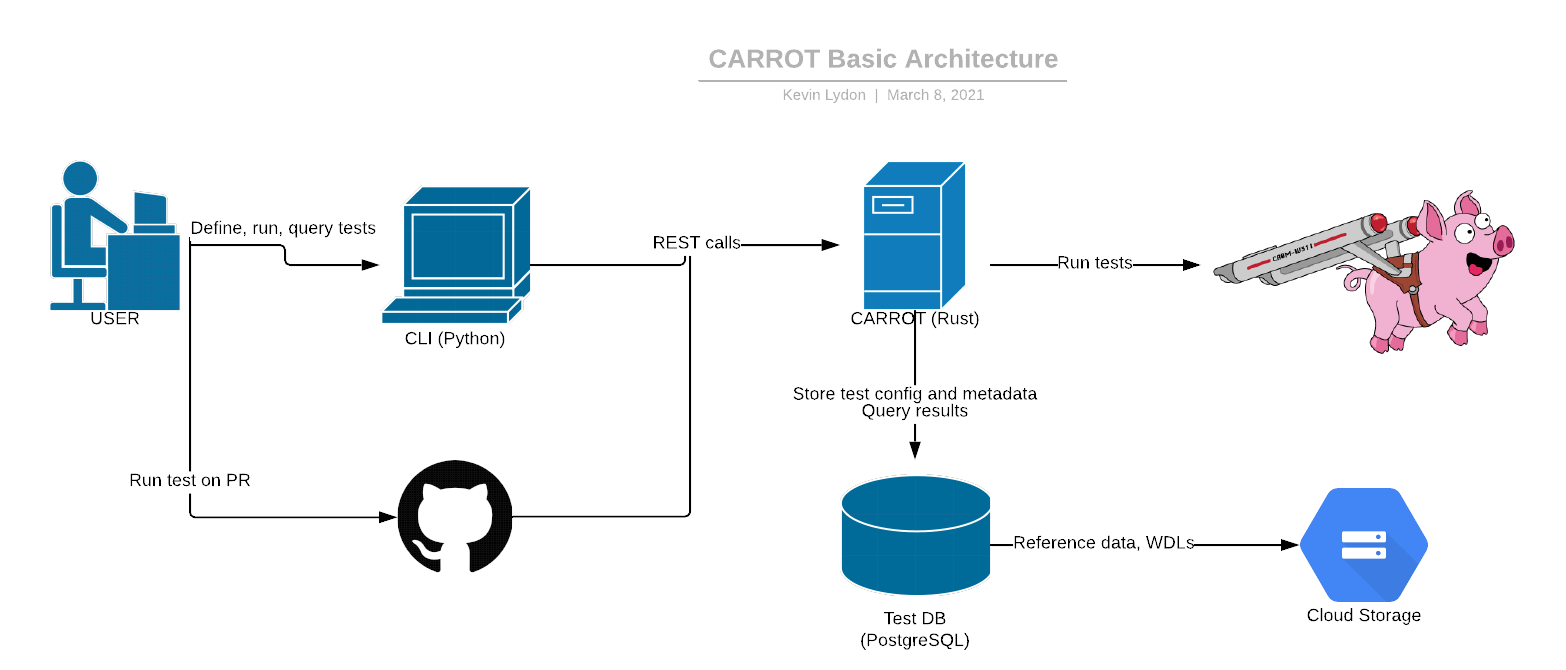 CARROT Basic Architecture
Kevin Lydon | March 8, 2021
Define, run, query tests
REST calls
Run tests
USER
CLI (Python)
CARROT (Rust)
Store test config and metadata
Query results
Run test on PR
Reference data, WDLs
Test DB
(PostgreSQL)
Cloud Storage